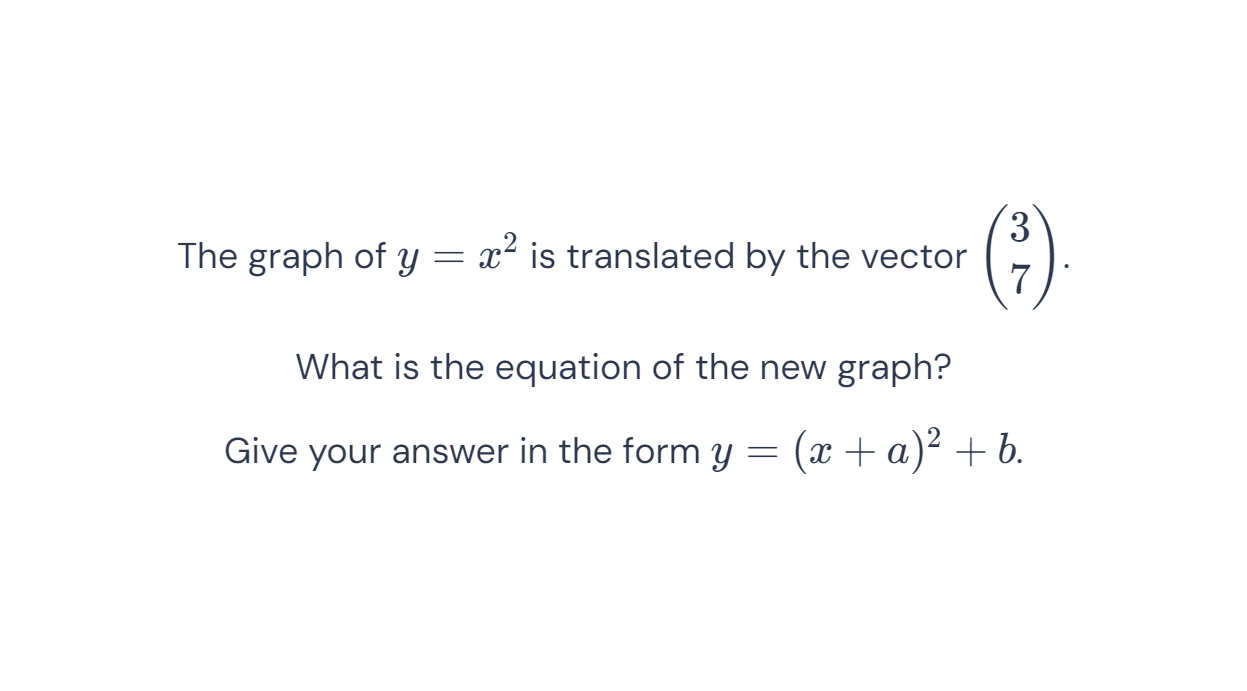 The graph of $y = x^2$ is translated by the vector $\begin{pmatrix} 3 \\ 7 \end{pmatrix}$.
What is the equation of the new graph?
Give your answer in the form $y = (x + a)^2 + b$.